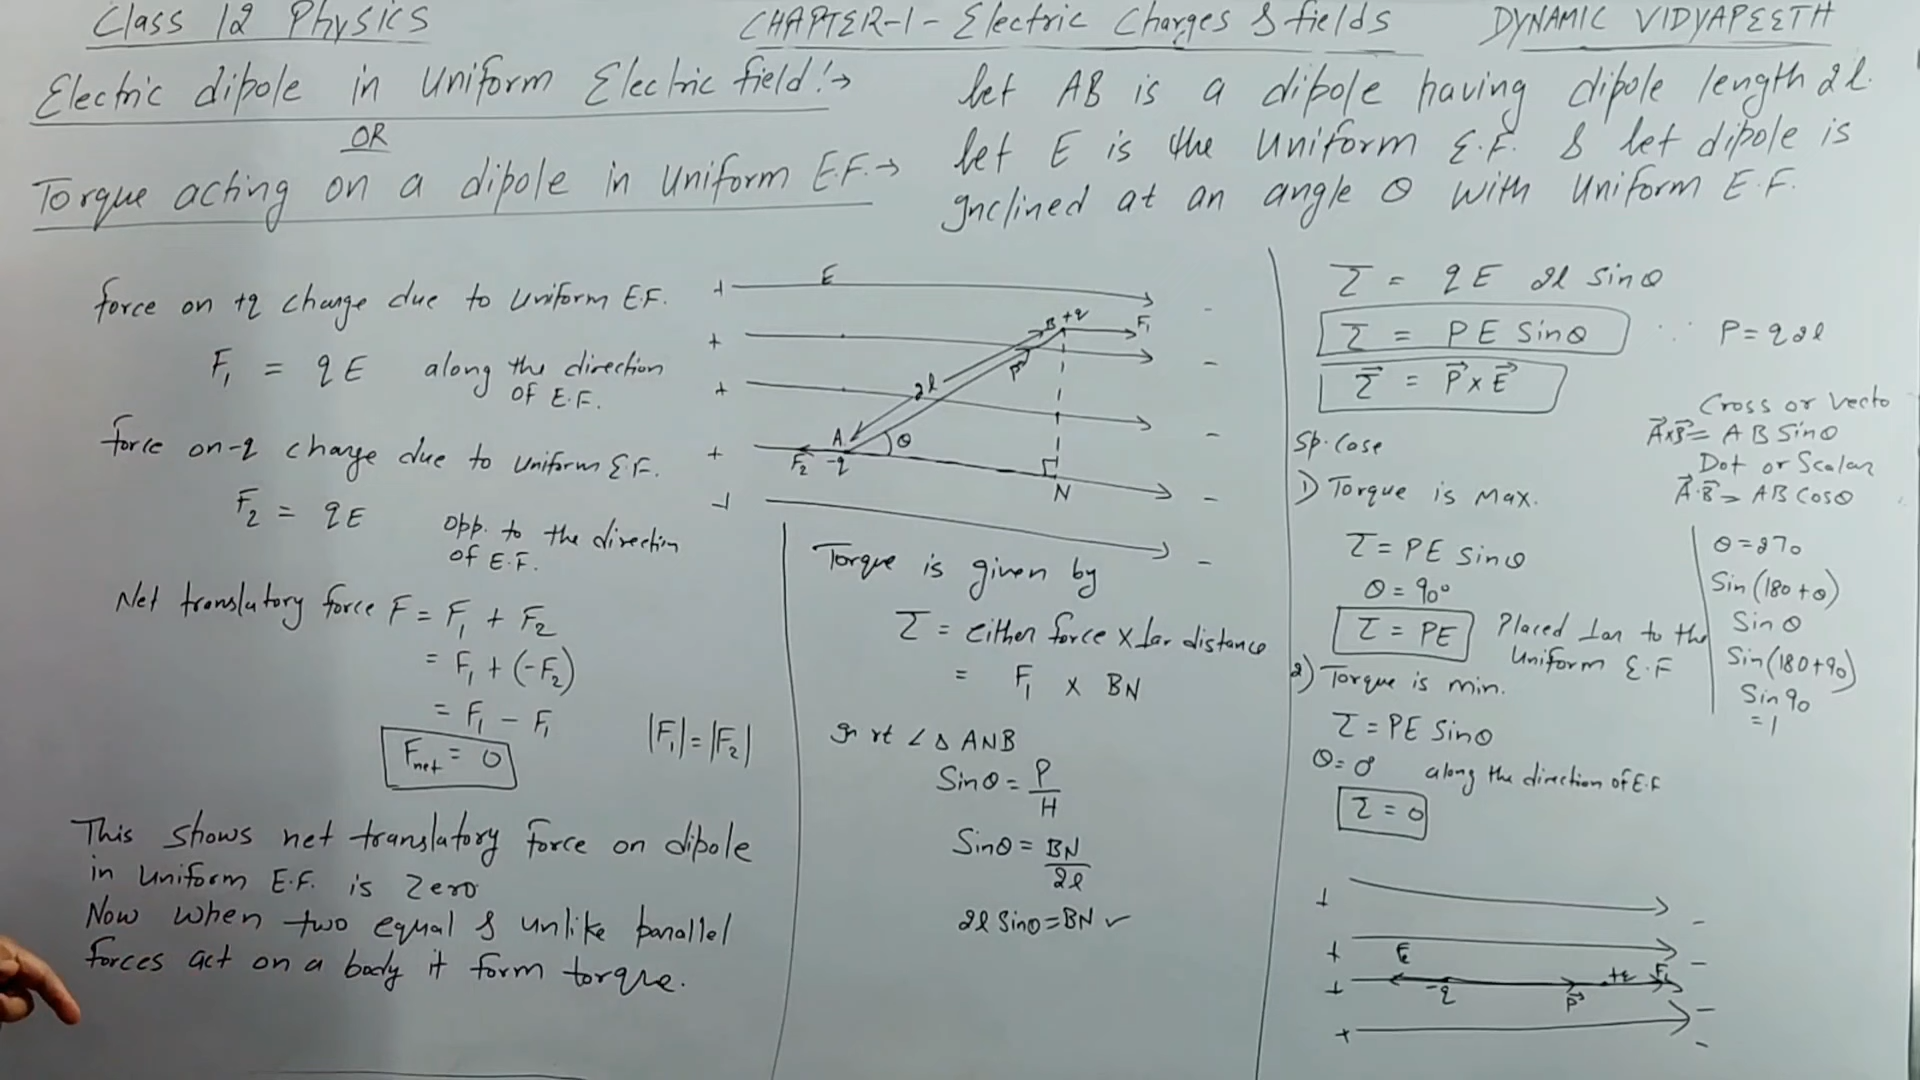 Class 12 Physics
CHAPTER-1 - Electric Charges & fields
DYNAMIC VIDYAPEETH
Electric dipole in Uniform Electric field:→
OR
Torque acting on a dipole in Uniform E.F.→
let AB is a dipole having dipole length 2l.
let E is the Uniform E.F. & let dipole is
Inclined at an angle θ with Uniform E.F.
force on +q charge due to Uniform E.F.
F₁ = qE along the direction
of E.F.
force on -q charge due to Uniform E.F.
F₂ = qE opp. to the direction
of E.F.
Net translatory force F = F₁ + F₂
= F₁ + (-F₂)
= F₁ - F₁ |F₁| = |F₂|
Fnet = 0
This shows net translatory force on dipole
in Uniform E.F. is Zero
Now when two equal & unlike parallel
forces act on a body it form torque.
+ E
+ B +q F₁ -
+ 2l P⃗ -
+ A θ -
F₂ -q N -
+ -
Torque is given by
τ = either force × ⊥ar distance
= F₁ × BN
In rt ∠ Δ ANB
Sinθ = P/H
Sinθ = BN/2l
2l Sinθ = BN ✓
τ = qE 2l Sinθ
τ = PE Sinθ ∵ P = q2l
τ⃗ = P⃗ × E⃗
Cross or Vecto
A⃗×B⃗ = AB Sinθ
Dot or Scalar
A⃗.B⃗ = AB Cosθ
Sp. Case
1) Torque is Max.
τ = PE Sinθ
θ = 90°
τ = PE Placed ⊥ar to the
Uniform E.F
θ = 270
Sin(180+θ)
Sinθ
Sin(180+90)
Sin90
= 1
2) Torque is min.
τ = PE Sinθ
θ = 0° along the direction of E.F
τ = 0
+ -
+ -
+ -q P⃗ -
+ -